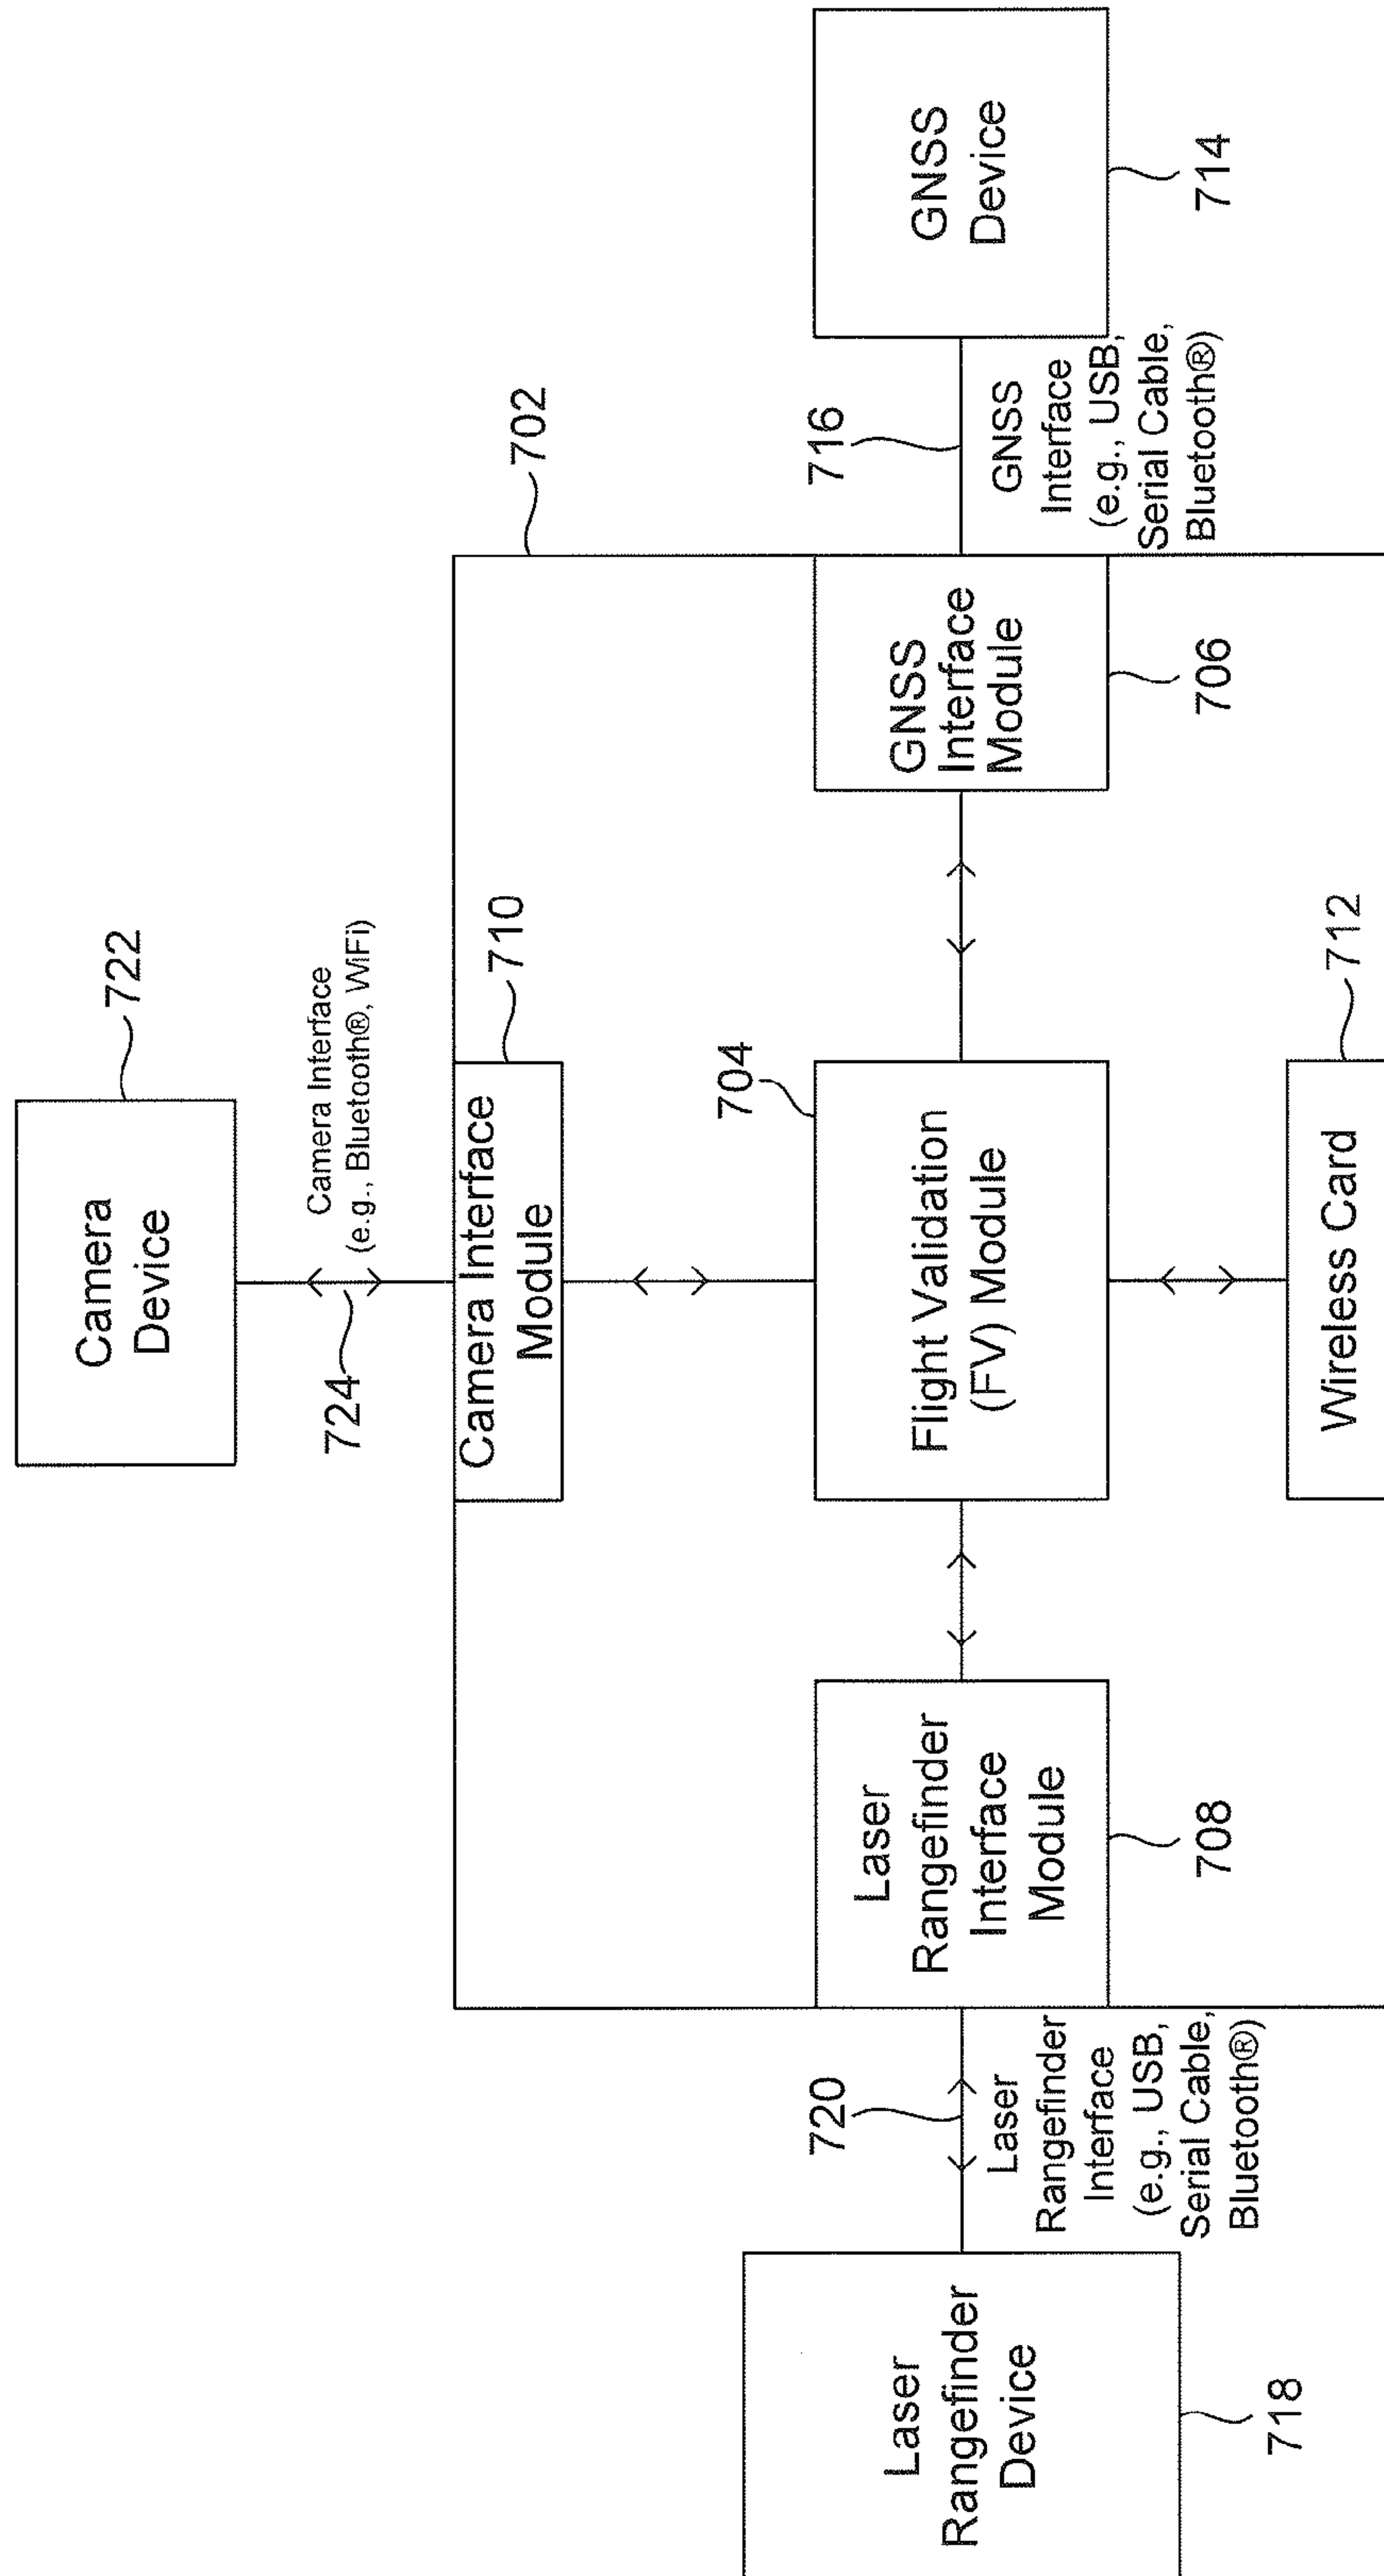 Camera
Device
722
Camera Interface
(e.g., Bluetooth®, WiFi)
724
Camera Interface
Module
710
702
704
720
716
Laser
Rangefinder
Device
718
Laser
Rangefinder
Interface
(e.g., USB,
Serial Cable,
Bluetooth®)
Laser
Rangefinder
Interface
Module
708
Flight Validation
(FV) Module
GNSS
Interface
Module
706
GNSS
Interface
(e.g., USB,
Serial Cable,
Bluetooth®)
GNSS
Device
714
Wireless Card
712